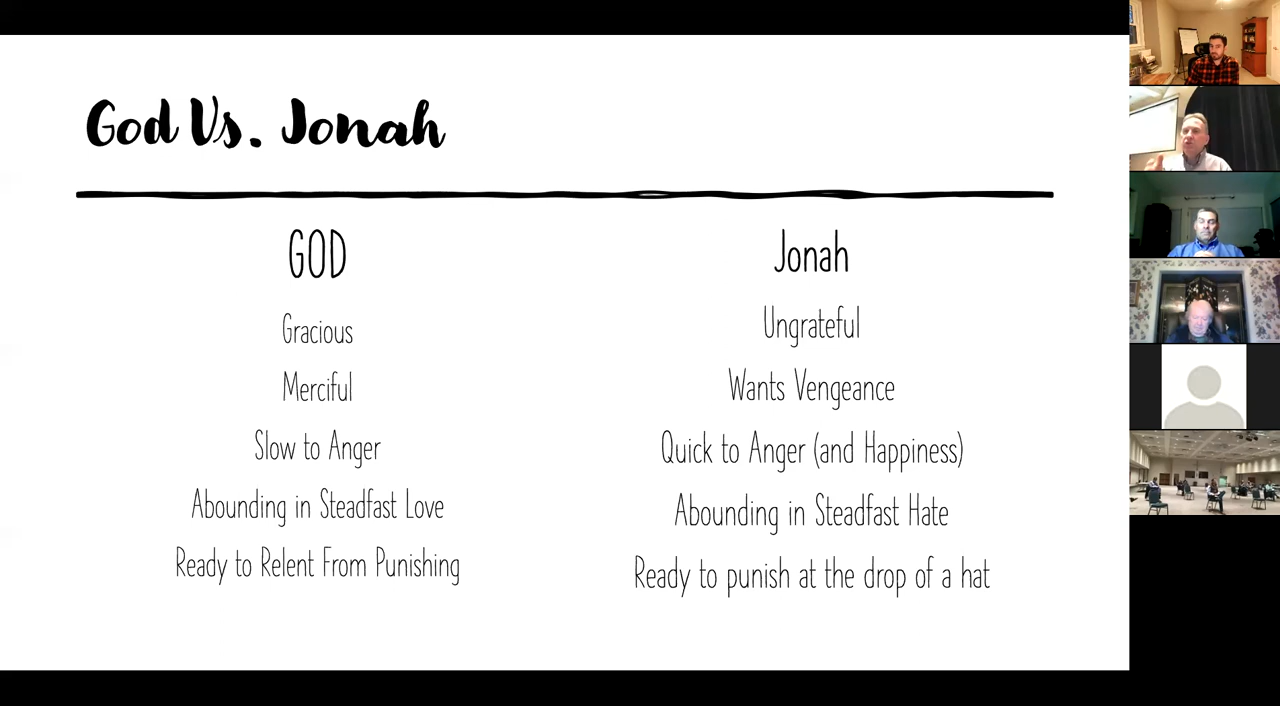 God Vs. Jonah
GOD
Gracious
Merciful
Slow to Anger
Abounding in Steadfast Love
Ready to Relent From Punishing
Jonah
Ungrateful
Wants Vengeance
Quick to Anger (and Happiness)
Abounding in Steadfast Hate
Ready to punish at the drop of a hat